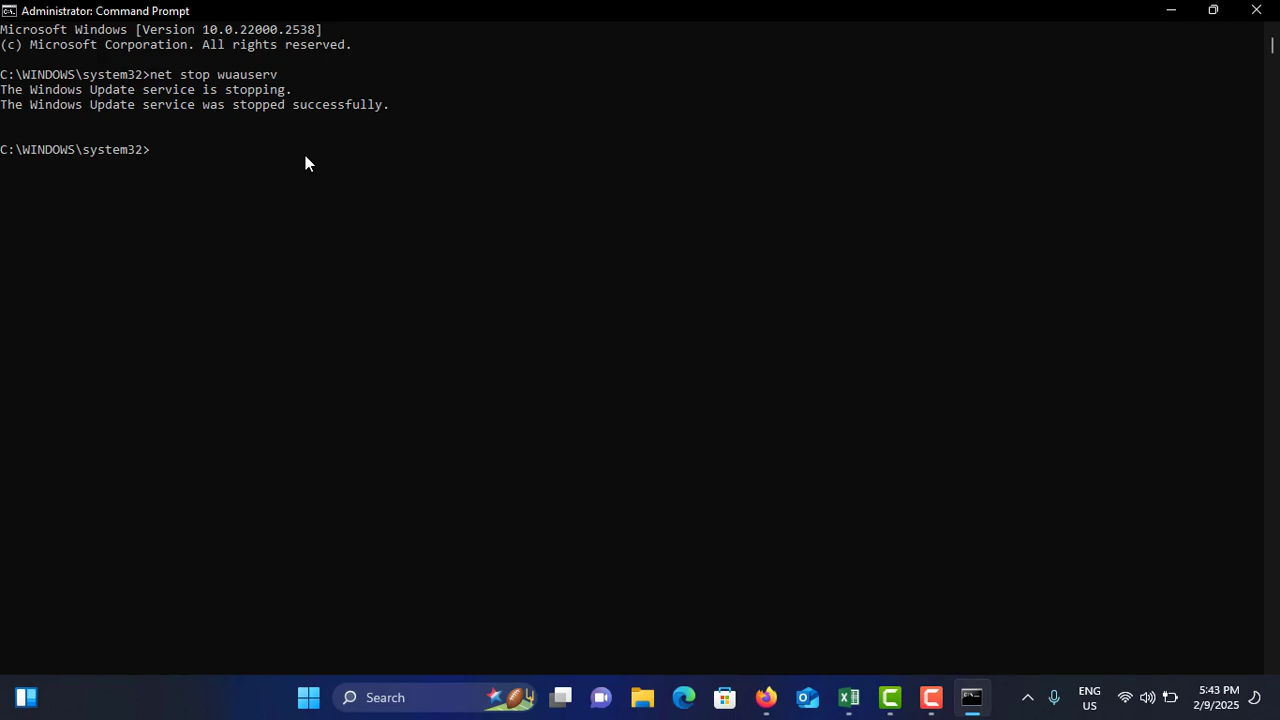 Administrator: Command Prompt
Microsoft Windows [Version 10.0.22000.2538]
(c) Microsoft Corporation. All rights reserved.
C:\WINDOWS\system32>net stop wuauserv
The Windows Update service is stopping.
The Windows Update service was stopped successfully.
C:\WINDOWS\system32>
Search
ENG
US
5:43 PM
2/9/2025